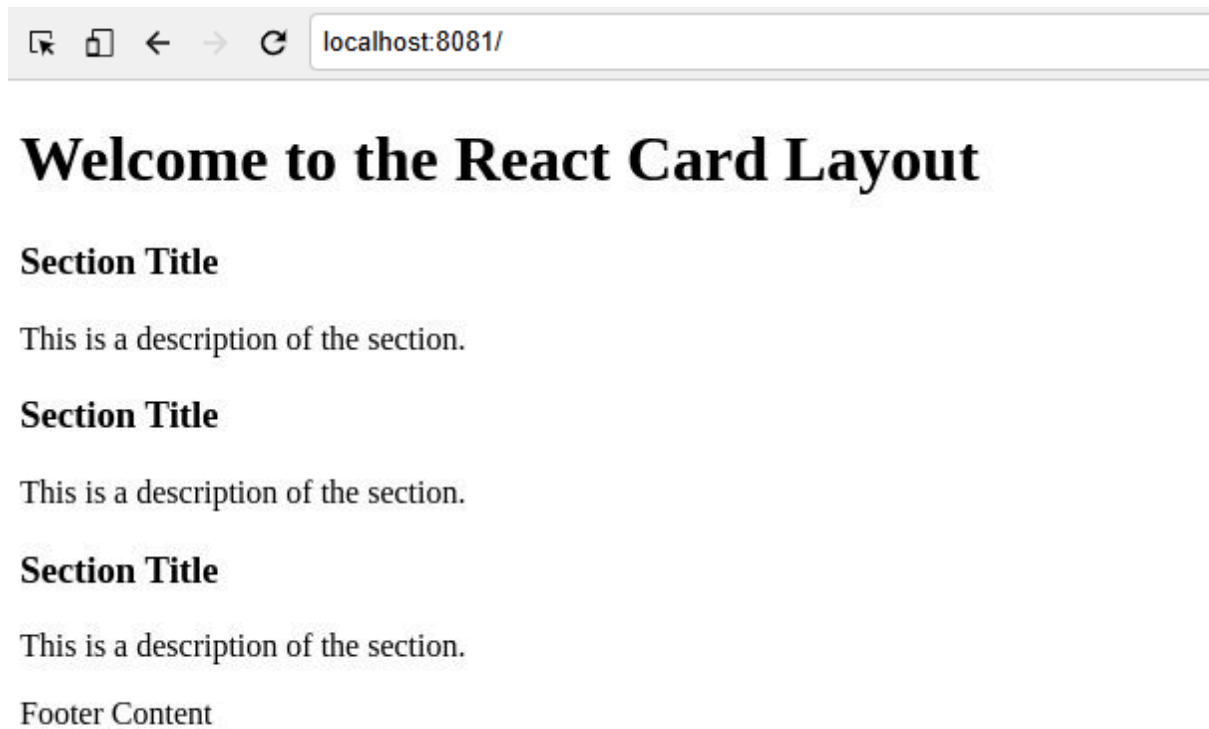 localhost:8081/
Welcome to the React Card Layout
Section Title
This is a description of the section.
Section Title
This is a description of the section.
Section Title
This is a description of the section.
Footer Content